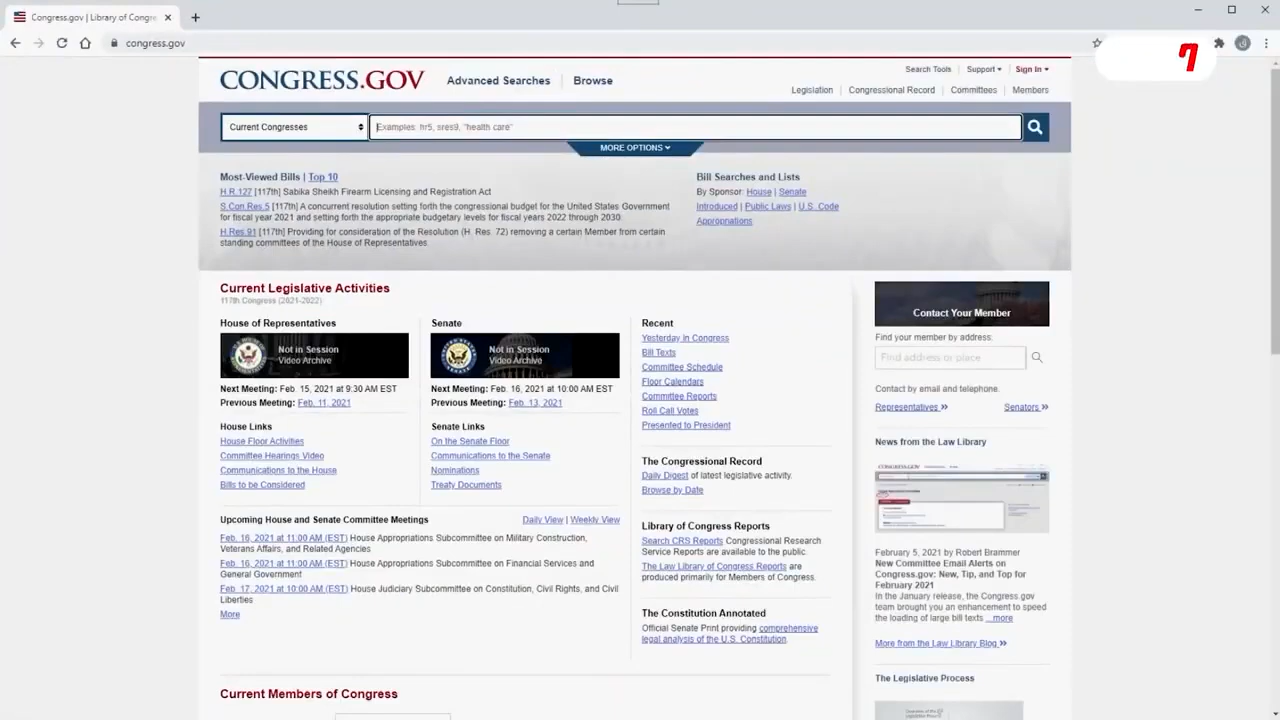 Congress.gov | Library of Congre
congress.gov
7
CONGRESS.GOV
Advanced Searches
Browse
Search Tools
Support
Sign In
Legislation
Congressional Record
Committees
Members
Current Congresses
Examples: hr5, sres9, "health care"
MORE OPTIONS
Most-Viewed Bills | Top 10
H.R.127 [117th] Sabika Sheikh Firearm Licensing and Registration Act
S.Con.Res.5 [117th] A concurrent resolution setting forth the congressional budget for the United States Government
for fiscal year 2021 and setting forth the appropriate budgetary levels for fiscal years 2022 through 2030.
H.Res.91 [117th] Providing for consideration of the Resolution (H. Res. 72) removing a certain Member from certain
standing committees of the House of Representatives.
Bill Searches and Lists
By Sponsor: House | Senate
Introduced | Public Laws | U.S. Code
Appropriations
Current Legislative Activities
117th Congress (2021-2022)
House of Representatives
Not in Session
Video Archive
Next Meeting: Feb. 15, 2021 at 9:30 AM EST
Previous Meeting: Feb. 11, 2021
House Links
House Floor Activities
Committee Hearings Video
Communications to the House
Bills to be Considered
Senate
Not in Session
Video Archive
Next Meeting: Feb. 16, 2021 at 10:00 AM EST
Previous Meeting: Feb. 13, 2021
Senate Links
On the Senate Floor
Communications to the Senate
Nominations
Treaty Documents
Upcoming House and Senate Committee Meetings
Daily View | Weekly View
Feb. 16, 2021 at 11:00 AM (EST) House Appropriations Subcommittee on Military Construction,
Veterans Affairs, and Related Agencies
Feb. 16, 2021 at 11:00 AM (EST) House Appropriations Subcommittee on Financial Services and
General Government
Feb. 17, 2021 at 10:00 AM (EST) House Judiciary Subcommittee on Constitution, Civil Rights, and Civil
Liberties
More
Recent
Yesterday in Congress
Bill Texts
Committee Schedule
Floor Calendars
Committee Reports
Roll Call Votes
Presented to President
The Congressional Record
Daily Digest of latest legislative activity.
Browse by Date
Library of Congress Reports
Search CRS Reports Congressional Research
Service Reports are available to the public.
The Law Library of Congress Reports are
produced primarily for Members of Congress.
The Constitution Annotated
Official Senate Print providing comprehensive
legal analysis of the U.S. Constitution.
Contact Your Member
Find your member by address:
Find address or place
Contact by email and telephone.
Representatives »
Senators »
News from the Law Library
CONGRESS.GOV
February 5, 2021 by Robert Brammer
New Committee Email Alerts on
Congress.gov: New, Tip, and Top for
February 2021
In the January release, the Congress.gov
team brought you an enhancement to speed
the loading of large bill texts ...more
More from the Law Library Blog »
The Legislative Process
Current Members of Congress